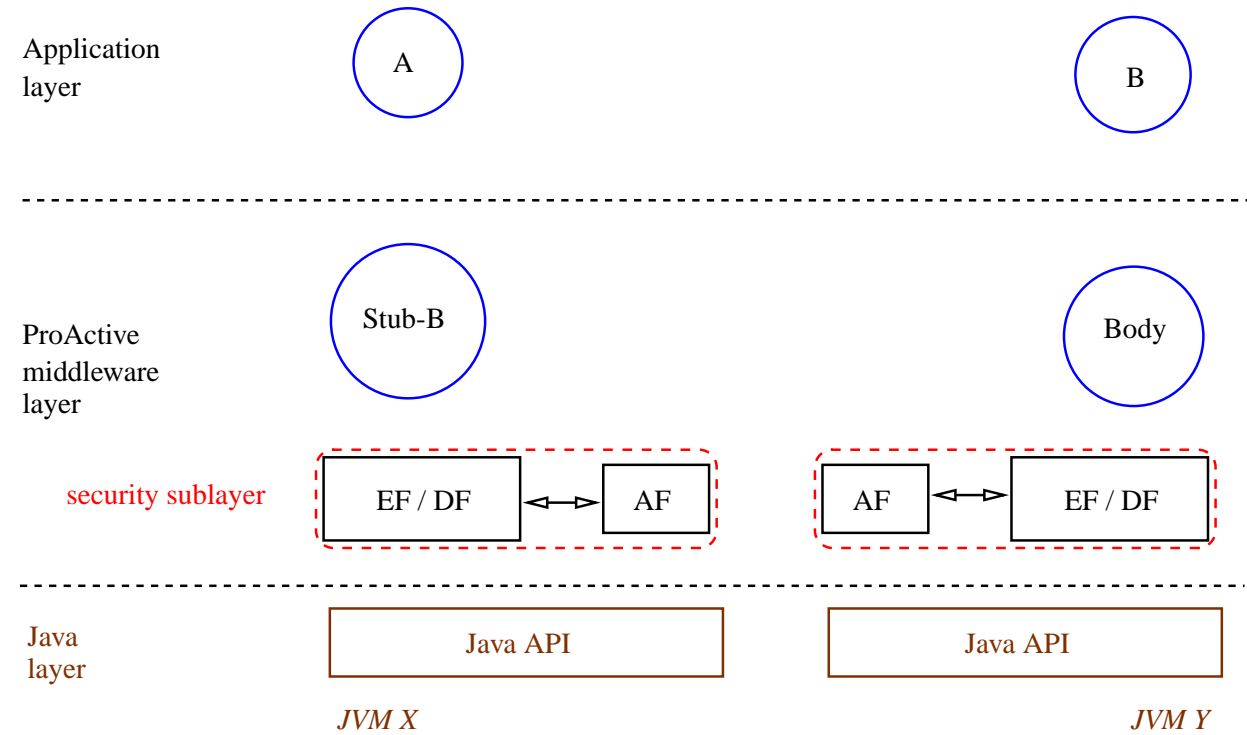 Application
layer
A
B
ProActive
middleware
layer
Stub-B
Body
security sublayer
EF / DF
AF
AF
EF / DF
Java
layer
Java API
Java API
JVM X
JVM Y